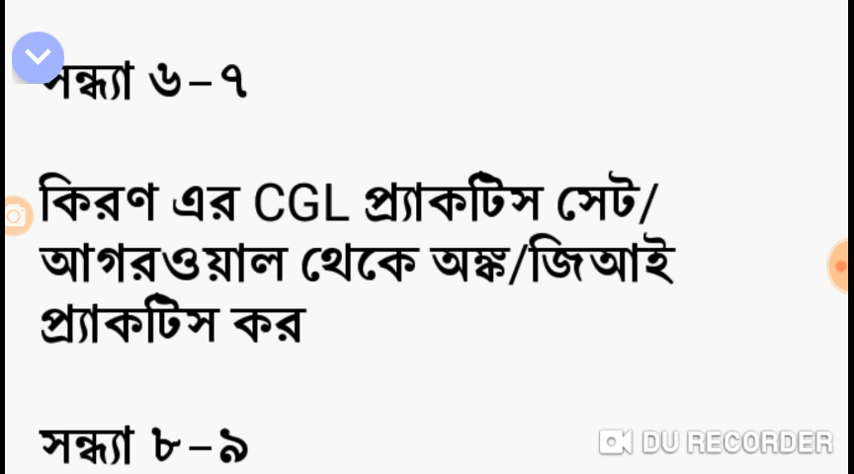 সন্ধ্যা ৬-৭
কিরণ এর CGL প্র্যাকটিস সেট/
আগরওয়াল থেকে অঙ্ক/জিআই
প্র্যাকটিস কর
সন্ধ্যা ৮-৯
DU RECORDER